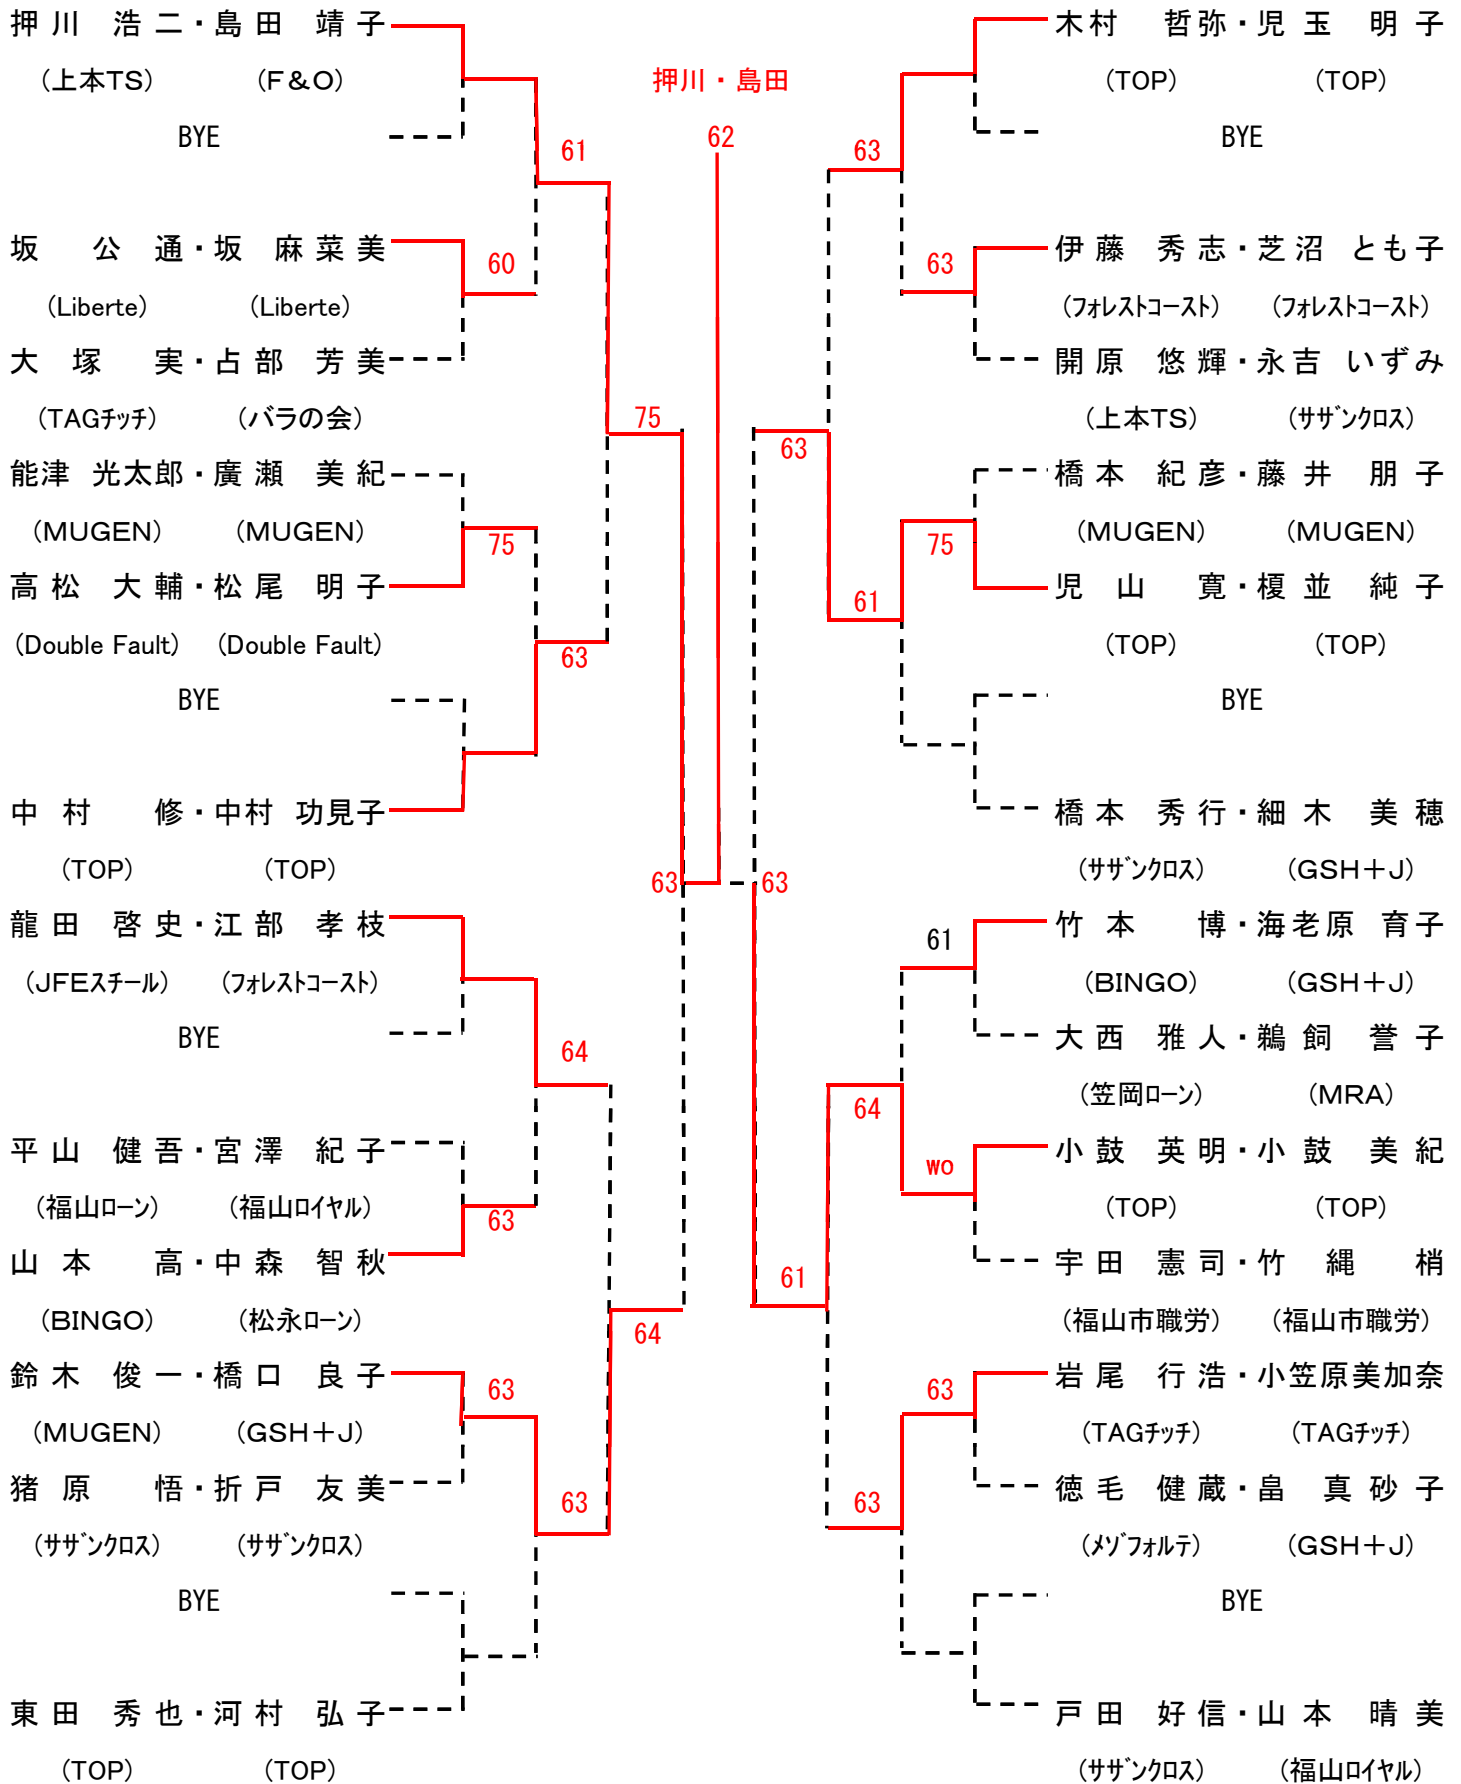 押川 浩二・島田 靖子
(上本TS) (F＆O)
BYE
坂 公通・坂 麻菜美
(Liberte) (Liberte)
大塚 実・占部 芳美
(TAGチッチ) (バラの会)
能津 光太郎・廣瀬 美紀
(MUGEN) (MUGEN)
高松 大輔・松尾 明子
(Double Fault) (Double Fault)
BYE
中村 修・中村 功見子
(TOP) (TOP)
龍田 啓史・江部 孝枝
(JFEスチール) (フォレストコースト)
BYE
平山 健吾・宮澤 紀子
(福山ローン) (福山ロイヤル)
山本 高・中森 智秋
(BINGO) (松永ローン)
鈴木 俊一・橋口 良子
(MUGEN) (GSH＋J)
猪原 悟・折戸 友美
(サザンクロス) (サザンクロス)
BYE
東田 秀也・河村 弘子
(TOP) (TOP)
60
75
63
63
61
63
64
63
75
64
63
押川・島田
62
63
63
61
63
61
64
63
63
75
61
wo
63
木村 哲弥・児玉 明子
(TOP) (TOP)
BYE
伊藤 秀志・芝沼 とも子
(フォレストコースト) (フォレストコースト)
開原 悠輝・永吉 いずみ
(上本TS) (サザンクロス)
橋本 紀彦・藤井 朋子
(MUGEN) (MUGEN)
児山 寛・榎並 純子
(TOP) (TOP)
BYE
橋本 秀行・細木 美穂
(サザンクロス) (GSH＋J)
竹本 博・海老原 育子
(BINGO) (GSH＋J)
大西 雅人・鵜飼 誉子
(笠岡ローン) (MRA)
小鼓 英明・小鼓 美紀
(TOP) (TOP)
宇田 憲司・竹縄 梢
(福山市職労) (福山市職労)
岩尾 行浩・小笠原美加奈
(TAGチッチ) (TAGチッチ)
徳毛 健蔵・畠 真砂子
(メゾフォルテ) (GSH＋J)
BYE
戸田 好信・山本 晴美
(サザンクロス) (福山ロイヤル)